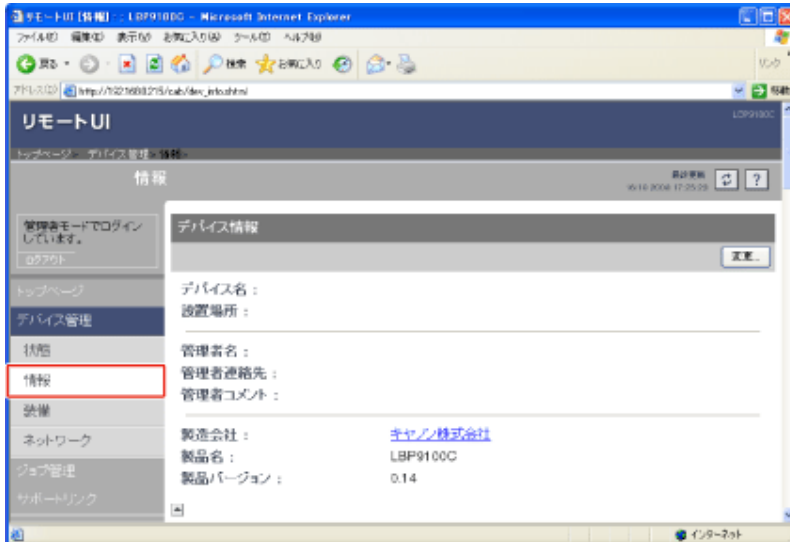 リモートUI [情報] : : LBP9100C - Microsoft Internet Explorer
ファイル(F) 編集(E) 表示(V) お気に入り(A) ツール(T) ヘルプ(H)
戻る 検索 お気に入り リンク
アドレス(D) 移動
リモートUI LBP9100C
トップページ> デバイス管理> 情報>
情報 最終更新
管理者モードでログイン
しています。
ログアウト
トップページ
デバイス管理
状態
情報
装備
ネットワーク
ジョブ管理
サポートリンク
デバイス情報
変更...
デバイス名 :
設置場所 :
管理者名 :
管理者連絡先 :
管理者コメント :
製造会社 : キヤノン株式会社
製品名 : LBP9100C
製品バージョン : 0.14
インターネット